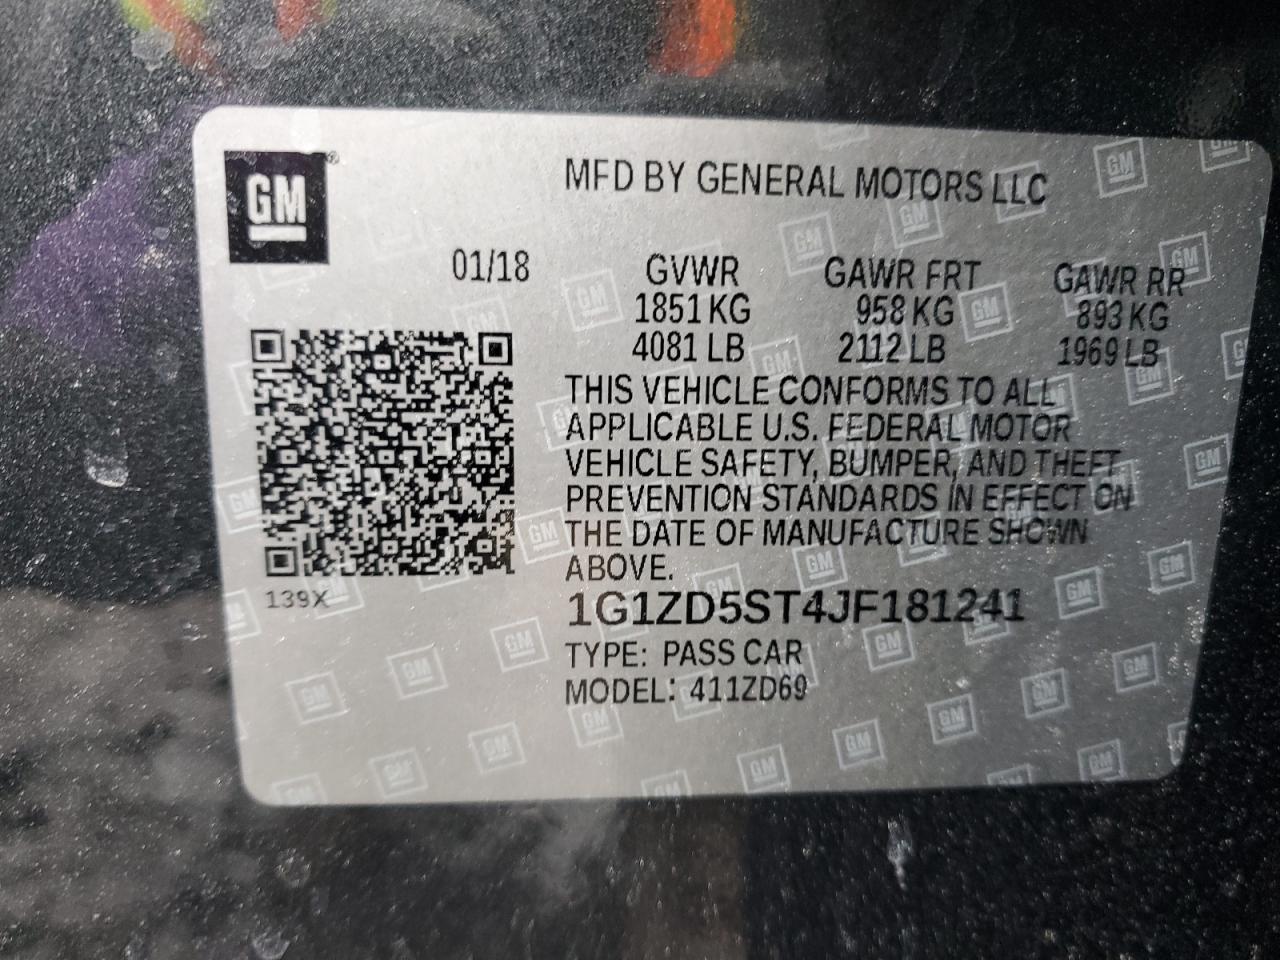 GM
MFD BY GENERAL MOTORS LLC
01/18
GVWR GAWR FRT GAWR RR
1851 KG 958 KG 893 KG
4081 LB 2112 LB 1969 LB
THIS VEHICLE CONFORMS TO ALL
APPLICABLE U.S. FEDERAL MOTOR
VEHICLE SAFETY, BUMPER, AND THEFT
PREVENTION STANDARDS IN EFFECT ON
THE DATE OF MANUFACTURE SHOWN
ABOVE.
139X
1G1ZD5ST4JF181241
TYPE: PASS CAR
MODEL: 411ZD69